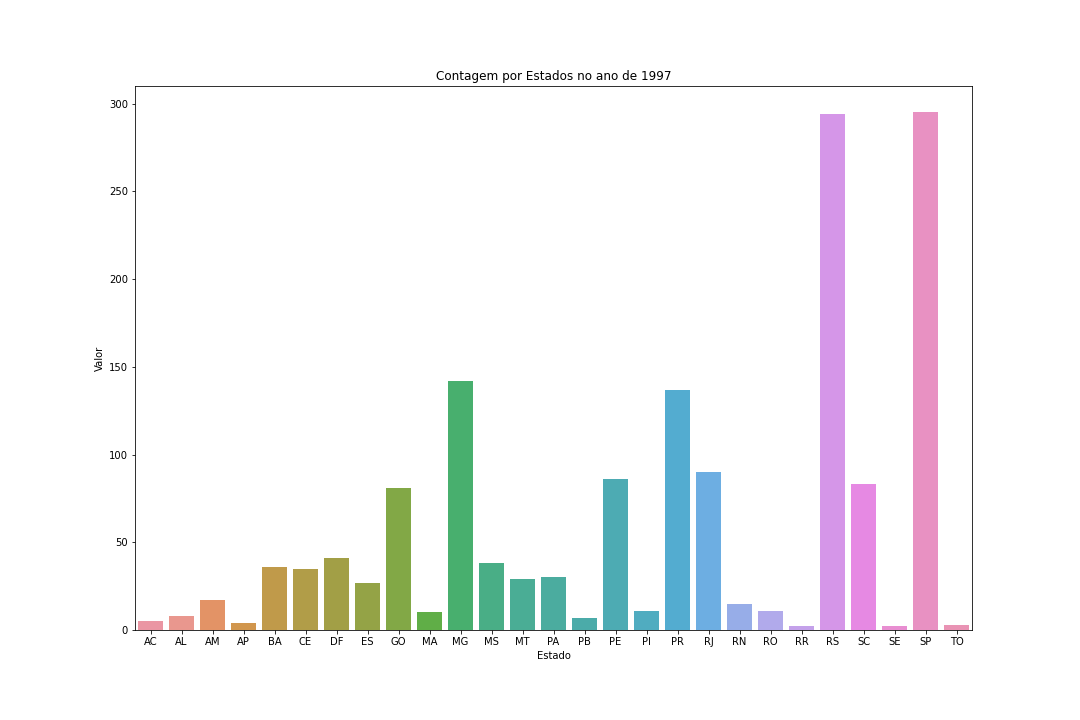 Contagem por Estados no ano de 1997
300
250
200
150
100
50
0
Valor
AC AL AM AP BA CE DF ES GO MA MG MS MT PA PB PE PI PR RJ RN RO RR RS SC SE SP TO
Estado